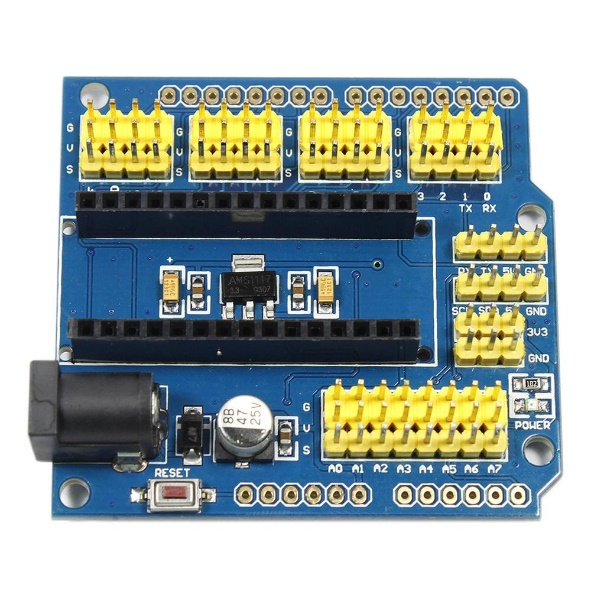 G G G G
V V V V
S S S S
3 2 1 0
TX RX
+
AMS1117
3.3
GND
3V3
GND
102
8B
47
25V
G
V
S
POWER
A0 A1 A2 A3 A4 A5 A6 A7
RESET